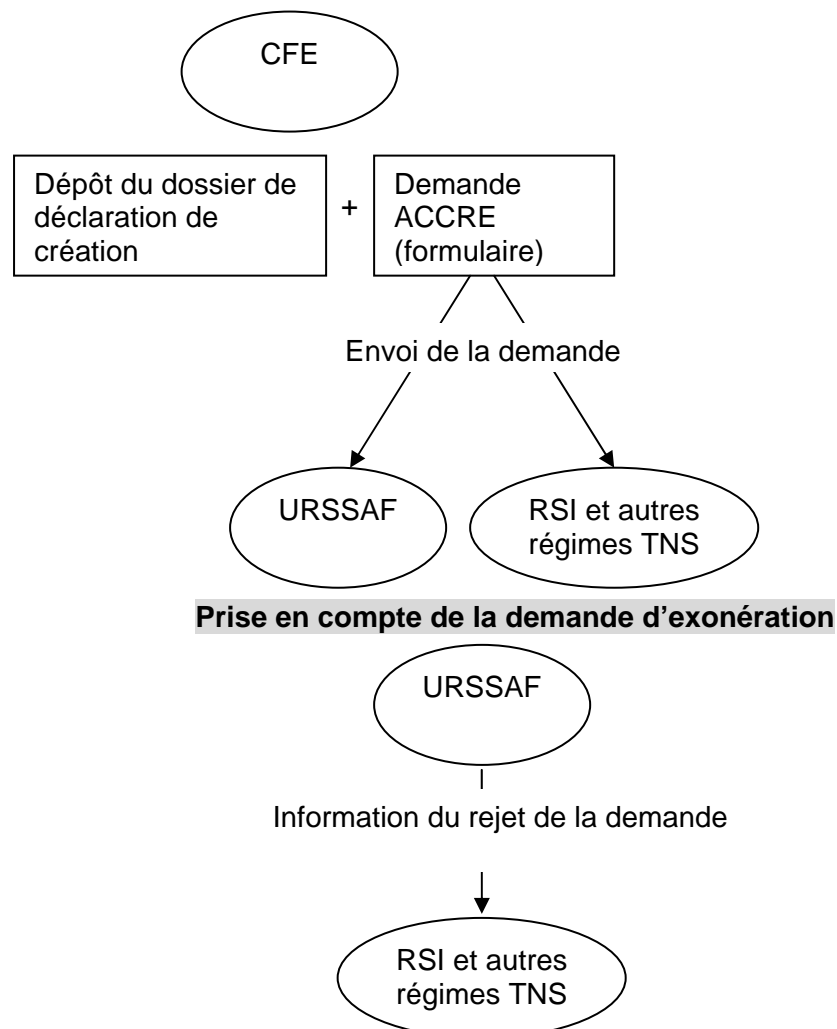 CFE
Dépôt du dossier de
déclaration de
création
+
Demande
ACCRE
(formulaire)
Envoi de la demande
URSSAF
RSI et autres
régimes TNS
Prise en compte de la demande d’exonération
URSSAF
Information du rejet de la demande
RSI et autres
régimes TNS